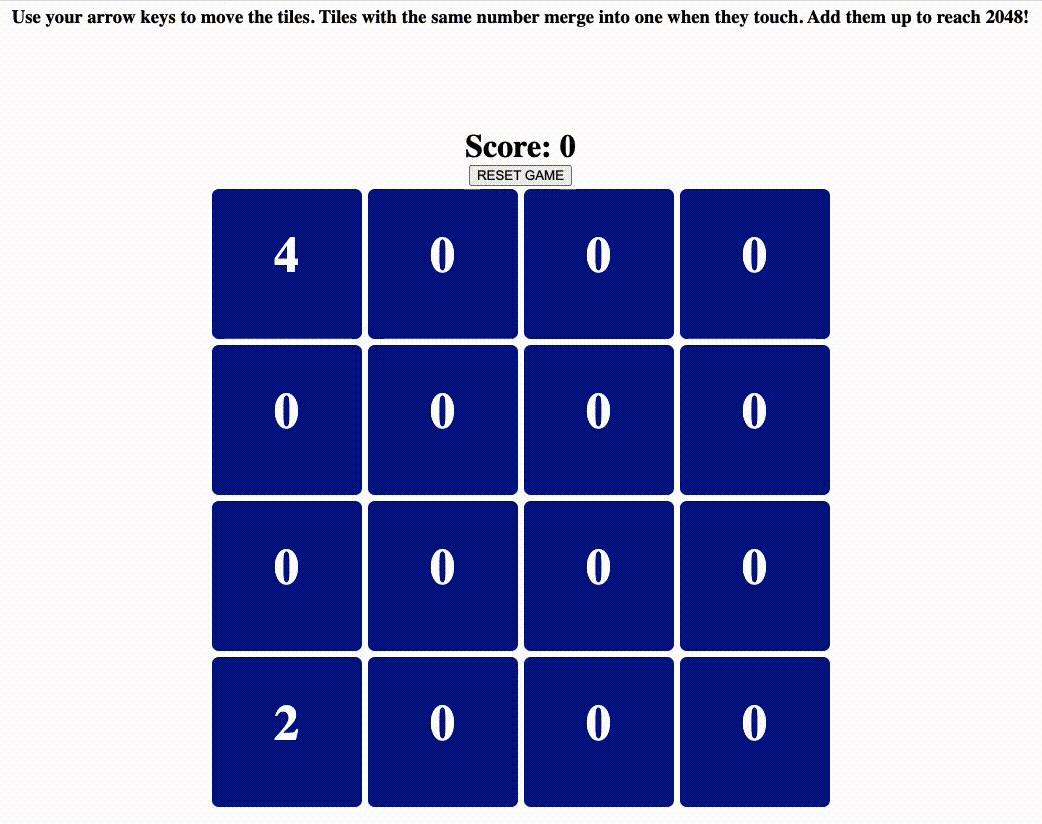 Use your arrow keys to move the tiles. Tiles with the same number merge into one when they touch. Add them up to reach 2048!
Score: 0
RESET GAME
4 0 0 0
0 0 0 0
0 0 0 0
2 0 0 0